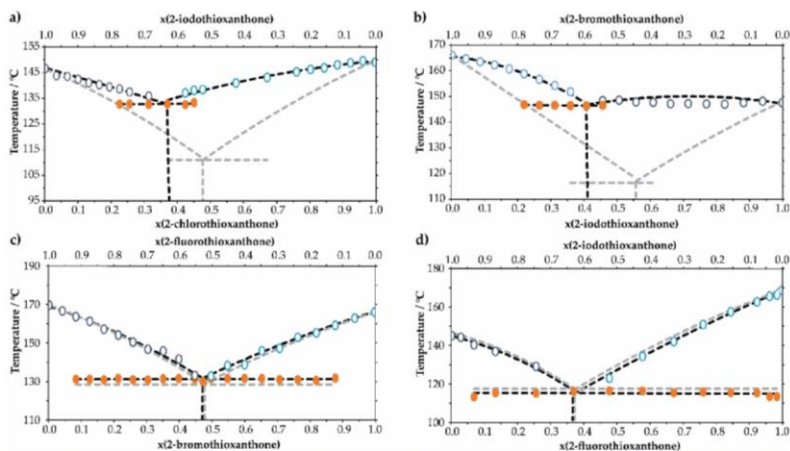 a)
x(2-iodothioxanthone)
1.0 0.9 0.8 0.7 0.6 0.5 0.4 0.3 0.2 0.1 0.0
155
145
135
125
115
105
95
Temperature / °C
0.0 0.1 0.2 0.3 0.4 0.5 0.6 0.7 0.8 0.9 1.0
x(2-chlorothioxanthone)
b)
x(2-bromothioxanthone)
1.0 0.9 0.8 0.7 0.6 0.5 0.4 0.3 0.2 0.1 0.0
170
160
150
140
130
120
110
Temperature / °C
0.0 0.1 0.2 0.3 0.4 0.5 0.6 0.7 0.8 0.9 1.0
x(2-iodothioxanthone)
c)
x(2-fluorothioxanthone)
1.0 0.9 0.8 0.7 0.6 0.5 0.4 0.3 0.2 0.1 0.0
190
170
150
130
110
Temperature / °C
0.0 0.1 0.2 0.3 0.4 0.5 0.6 0.7 0.8 0.9 1.0
x(2-bromothioxanthone)
d)
x(2-iodothioxanthone)
1.0 0.9 0.8 0.7 0.6 0.5 0.4 0.3 0.2 0.1 0.0
180
160
140
120
100
Temperature / °C
0.0 0.1 0.2 0.3 0.4 0.5 0.6 0.7 0.8 0.9 1.0
x(2-fluorothioxanthone)